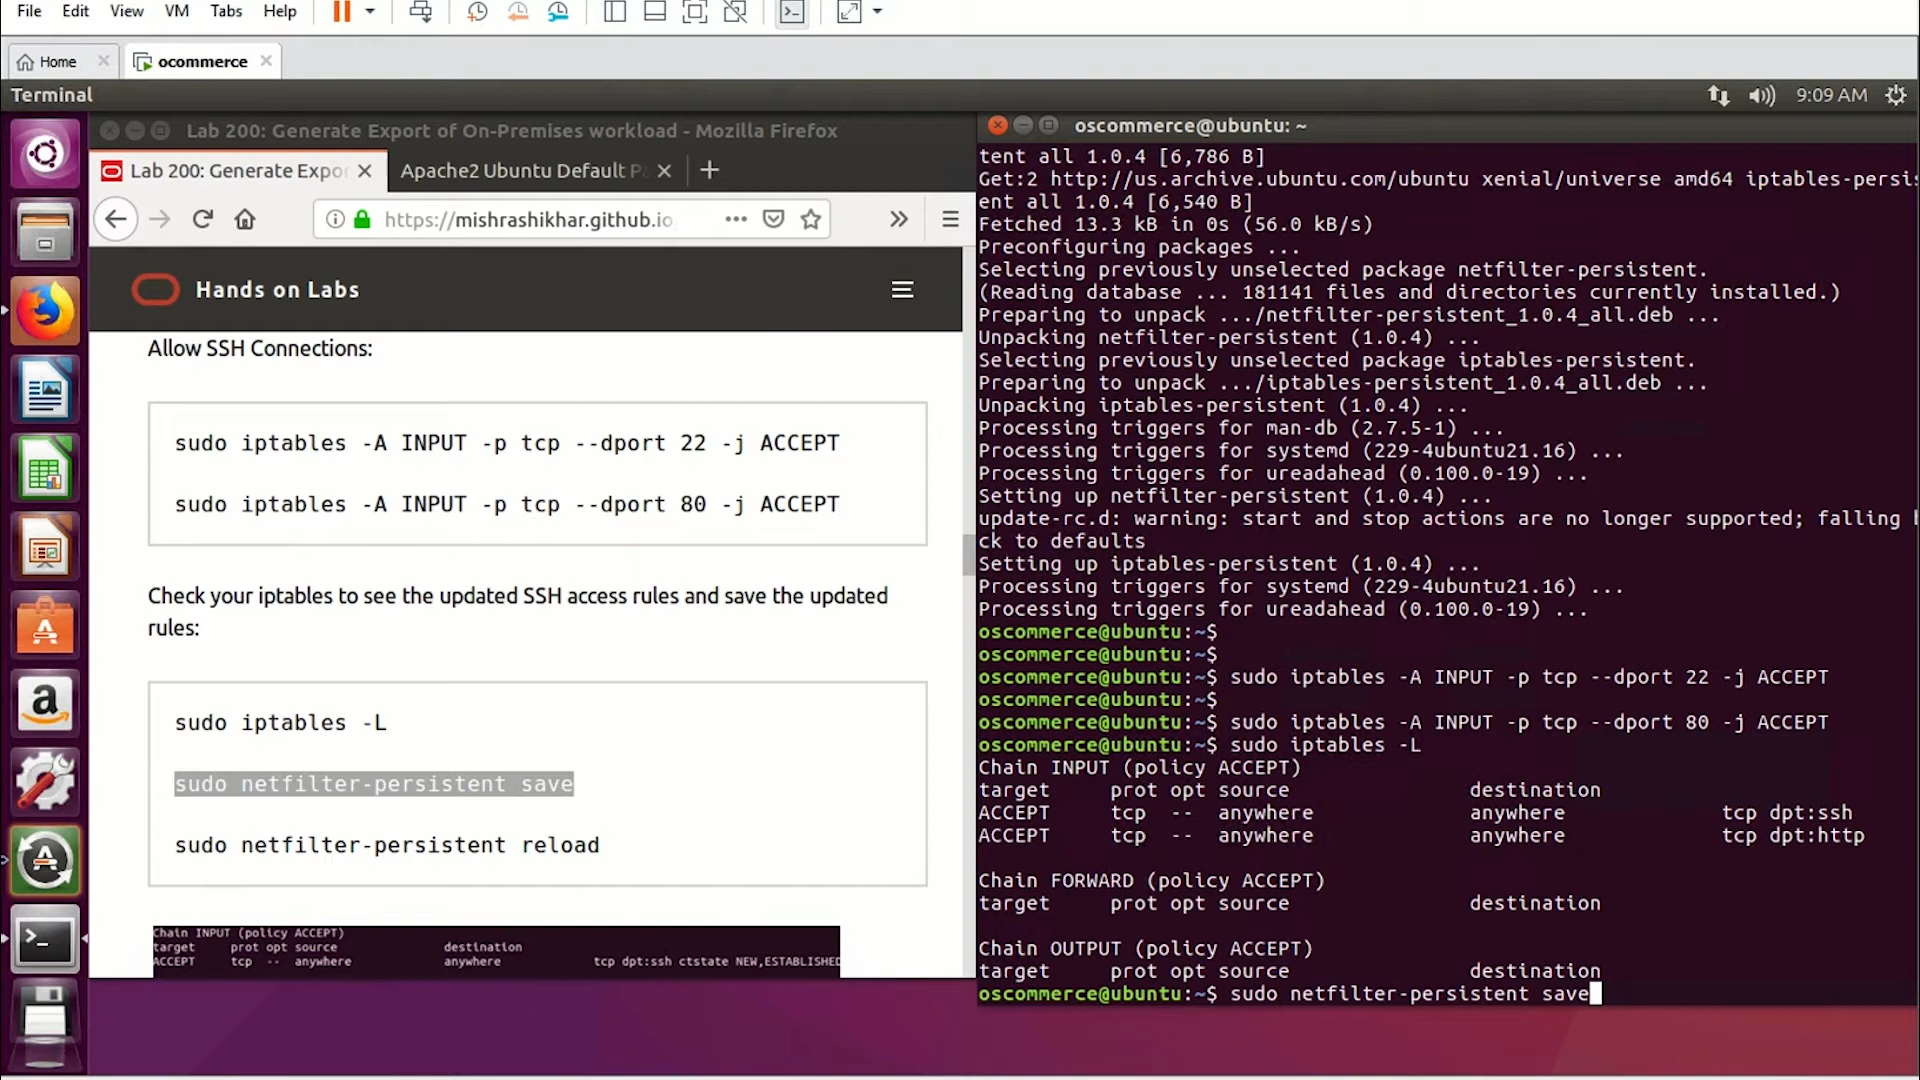 File Edit View VM Tabs Help
Home
ocommerce
Terminal
9:09 AM
Lab 200: Generate Export of On-Premises workload - Mozilla Firefox
Lab 200: Generate Expo
Apache2 Ubuntu Default Pa
https://mishrashikhar.github.io
Hands on Labs
Allow SSH Connections:
sudo iptables -A INPUT -p tcp --dport 22 -j ACCEPT
sudo iptables -A INPUT -p tcp --dport 80 -j ACCEPT
Check your iptables to see the updated SSH access rules and save the updated
rules:
sudo iptables -L
sudo netfilter-persistent save
sudo netfilter-persistent reload
Chain INPUT (policy ACCEPT)
target prot opt source destination
ACCEPT tcp -- anywhere anywhere tcp dpt:ssh ctstate NEW,ESTABLISHED
oscommerce@ubuntu: ~
tent all 1.0.4 [6,786 B]
Get:2 http://us.archive.ubuntu.com/ubuntu xenial/universe amd64 iptables-persis
ent all 1.0.4 [6,540 B]
Fetched 13.3 kB in 0s (56.0 kB/s)
Preconfiguring packages ...
Selecting previously unselected package netfilter-persistent.
(Reading database ... 181141 files and directories currently installed.)
Preparing to unpack .../netfilter-persistent_1.0.4_all.deb ...
Unpacking netfilter-persistent (1.0.4) ...
Selecting previously unselected package iptables-persistent.
Preparing to unpack .../iptables-persistent_1.0.4_all.deb ...
Unpacking iptables-persistent (1.0.4) ...
Processing triggers for man-db (2.7.5-1) ...
Processing triggers for systemd (229-4ubuntu21.16) ...
Processing triggers for ureadahead (0.100.0-19) ...
Setting up netfilter-persistent (1.0.4) ...
update-rc.d: warning: start and stop actions are no longer supported; falling b
ck to defaults
Setting up iptables-persistent (1.0.4) ...
Processing triggers for systemd (229-4ubuntu21.16) ...
Processing triggers for ureadahead (0.100.0-19) ...
oscommerce@ubuntu:~$
oscommerce@ubuntu:~$
oscommerce@ubuntu:~$ sudo iptables -A INPUT -p tcp --dport 22 -j ACCEPT
oscommerce@ubuntu:~$
oscommerce@ubuntu:~$ sudo iptables -A INPUT -p tcp --dport 80 -j ACCEPT
oscommerce@ubuntu:~$ sudo iptables -L
Chain INPUT (policy ACCEPT)
target prot opt source destination
ACCEPT tcp -- anywhere anywhere tcp dpt:ssh
ACCEPT tcp -- anywhere anywhere tcp dpt:http
Chain FORWARD (policy ACCEPT)
target prot opt source destination
Chain OUTPUT (policy ACCEPT)
target prot opt source destination
oscommerce@ubuntu:~$ sudo netfilter-persistent save